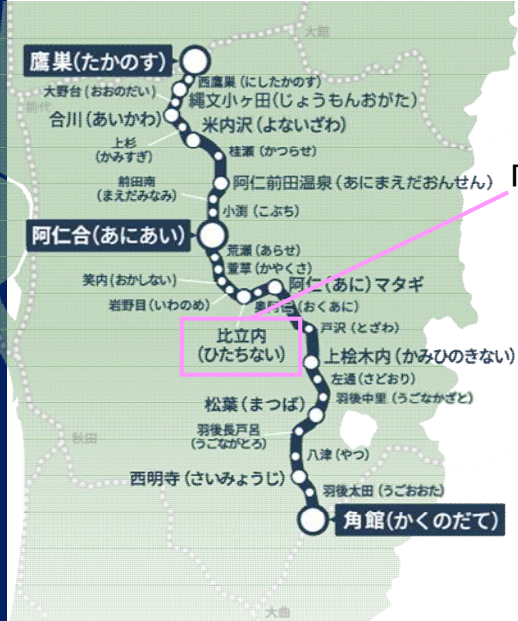 大館
鷹巣(たかのす)
西鷹巣(にしたかのす)
大野台(おおのだい)
縄文小ヶ田(じょうもんおがた)
能代
合川(あいかわ)
米内沢(よないざわ)
上杉
(かみすぎ)
桂瀬(かつらせ)
前田南
(まえだみなみ)
阿仁前田温泉(あにまえだおんせん)
小渕(こぶち)
阿仁合(あにあい)
荒瀬(あらせ)
萱草(かやくさ)
笑内(おかしない)
阿仁(あに)マタギ
岩野目(いわのめ)
奥阿仁(おくあに)
比立内
(ひたちない)
戸沢(とざわ)
上桧木内(かみひのきない)
左通(さどおり)
羽後中里(うごなかざと)
松葉(まつば)
羽後長戸呂
(うごながとろ)
秋田
八津(やつ)
西明寺(さいみょうじ)
羽後太田(うごおおた)
角館(かくのだて)
大曲